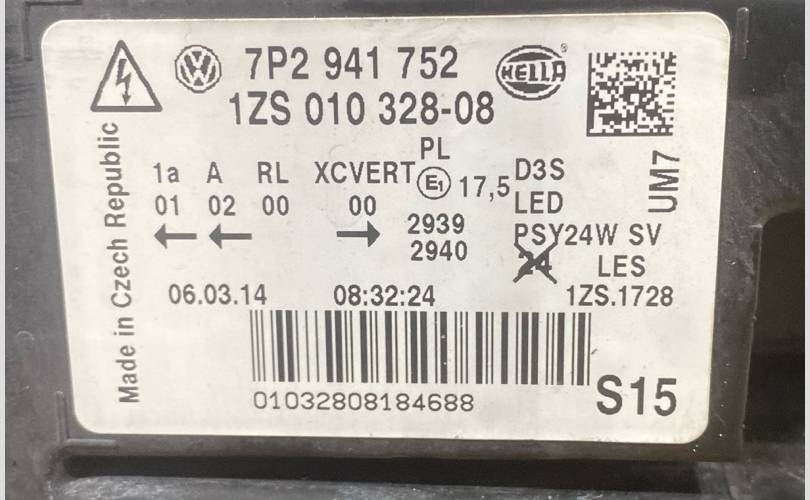 7P2 941 752
HELLA
1ZS 010 328-08
Made in Czech Republic
PL
1a A RL XCVERT E1 17,5 D3S
01 02 00 00 LED
UM7
← ← → 2939 PSY24W SV
2940 24 LES
06.03.14 08:32:24 1ZS.1728
01032808184688
S15